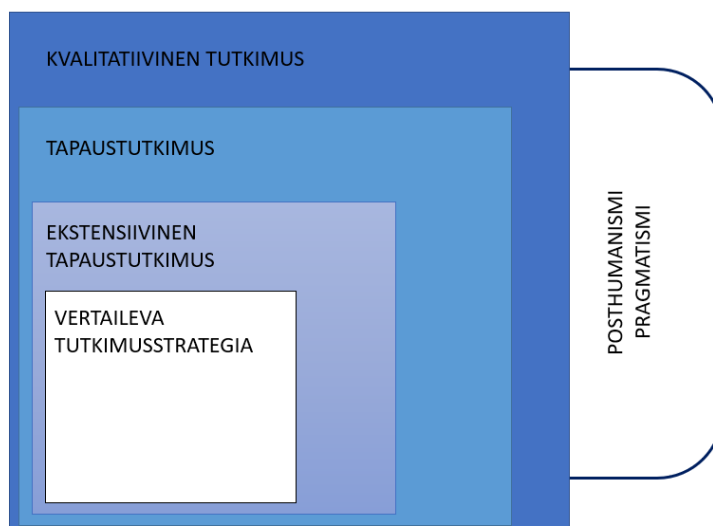 KVALITATIIVINEN TUTKIMUS
TAPAUSTUTKIMUS
EKSTENSIIVINEN
TAPAUSTUTKIMUS
VERTAILEVA
TUTKIMUSSTRATEGIA
POSTHUMANISMI
PRAGMATISMI